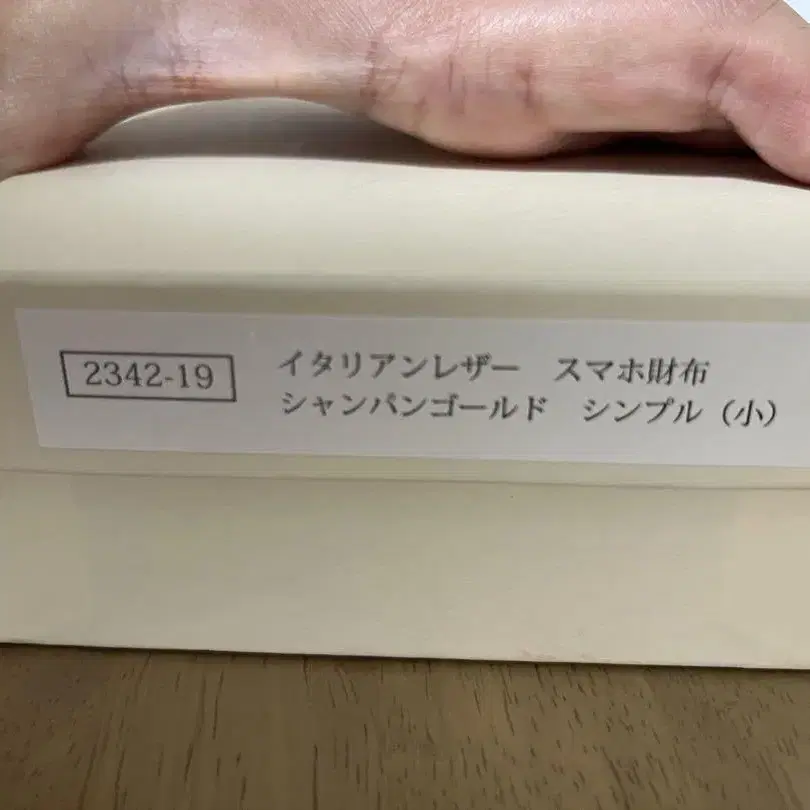 2342-19
イタリアンレザー　スマホ財布
シャンパンゴールド　シンプル（小）